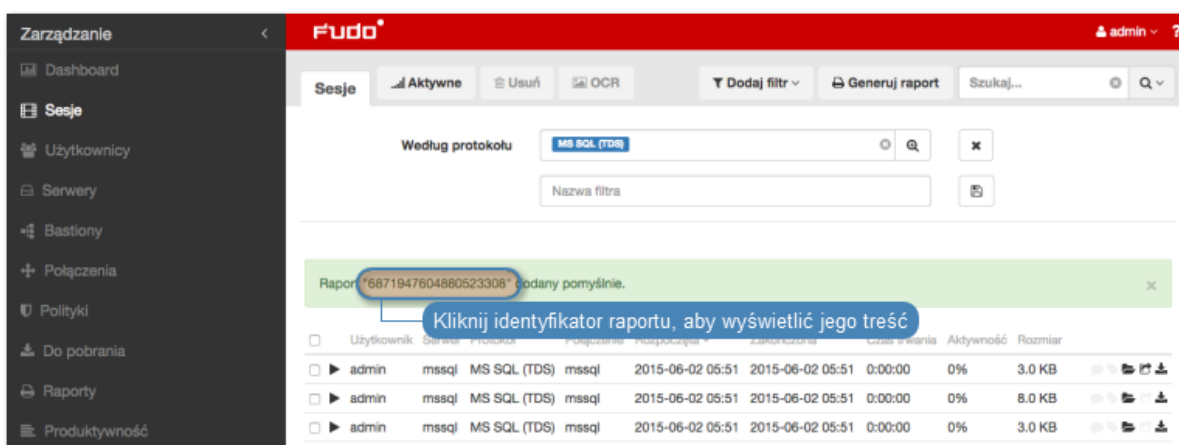 Zarządzanie
Fudo
admin
?
Dashboard
Sesje
Użytkownicy
Serwery
Bastiony
Połączenia
Polityki
Do pobrania
Raporty
Produktywność
Sesje Aktywne Usuń OCR Dodaj filtr Generuj raport Szukaj...
Według protokołu MS SQL (TDS)
Nazwa filtra
Raport "6871947604880523308" dodany pomyślnie.
Kliknij identyfikator raportu, aby wyświetlić jego treść
Użytkownik Serwer Protokół Połączenie Rozpoczęta Zakończona Czas trwania Aktywność Rozmiar
admin mssql MS SQL (TDS) mssql 2015-06-02 05:51 2015-06-02 05:51 0:00:00 0% 3.0 KB
admin mssql MS SQL (TDS) mssql 2015-06-02 05:51 2015-06-02 05:51 0:00:00 0% 8.0 KB
admin mssql MS SQL (TDS) mssql 2015-06-02 05:51 2015-06-02 05:51 0:00:00 0% 3.0 KB